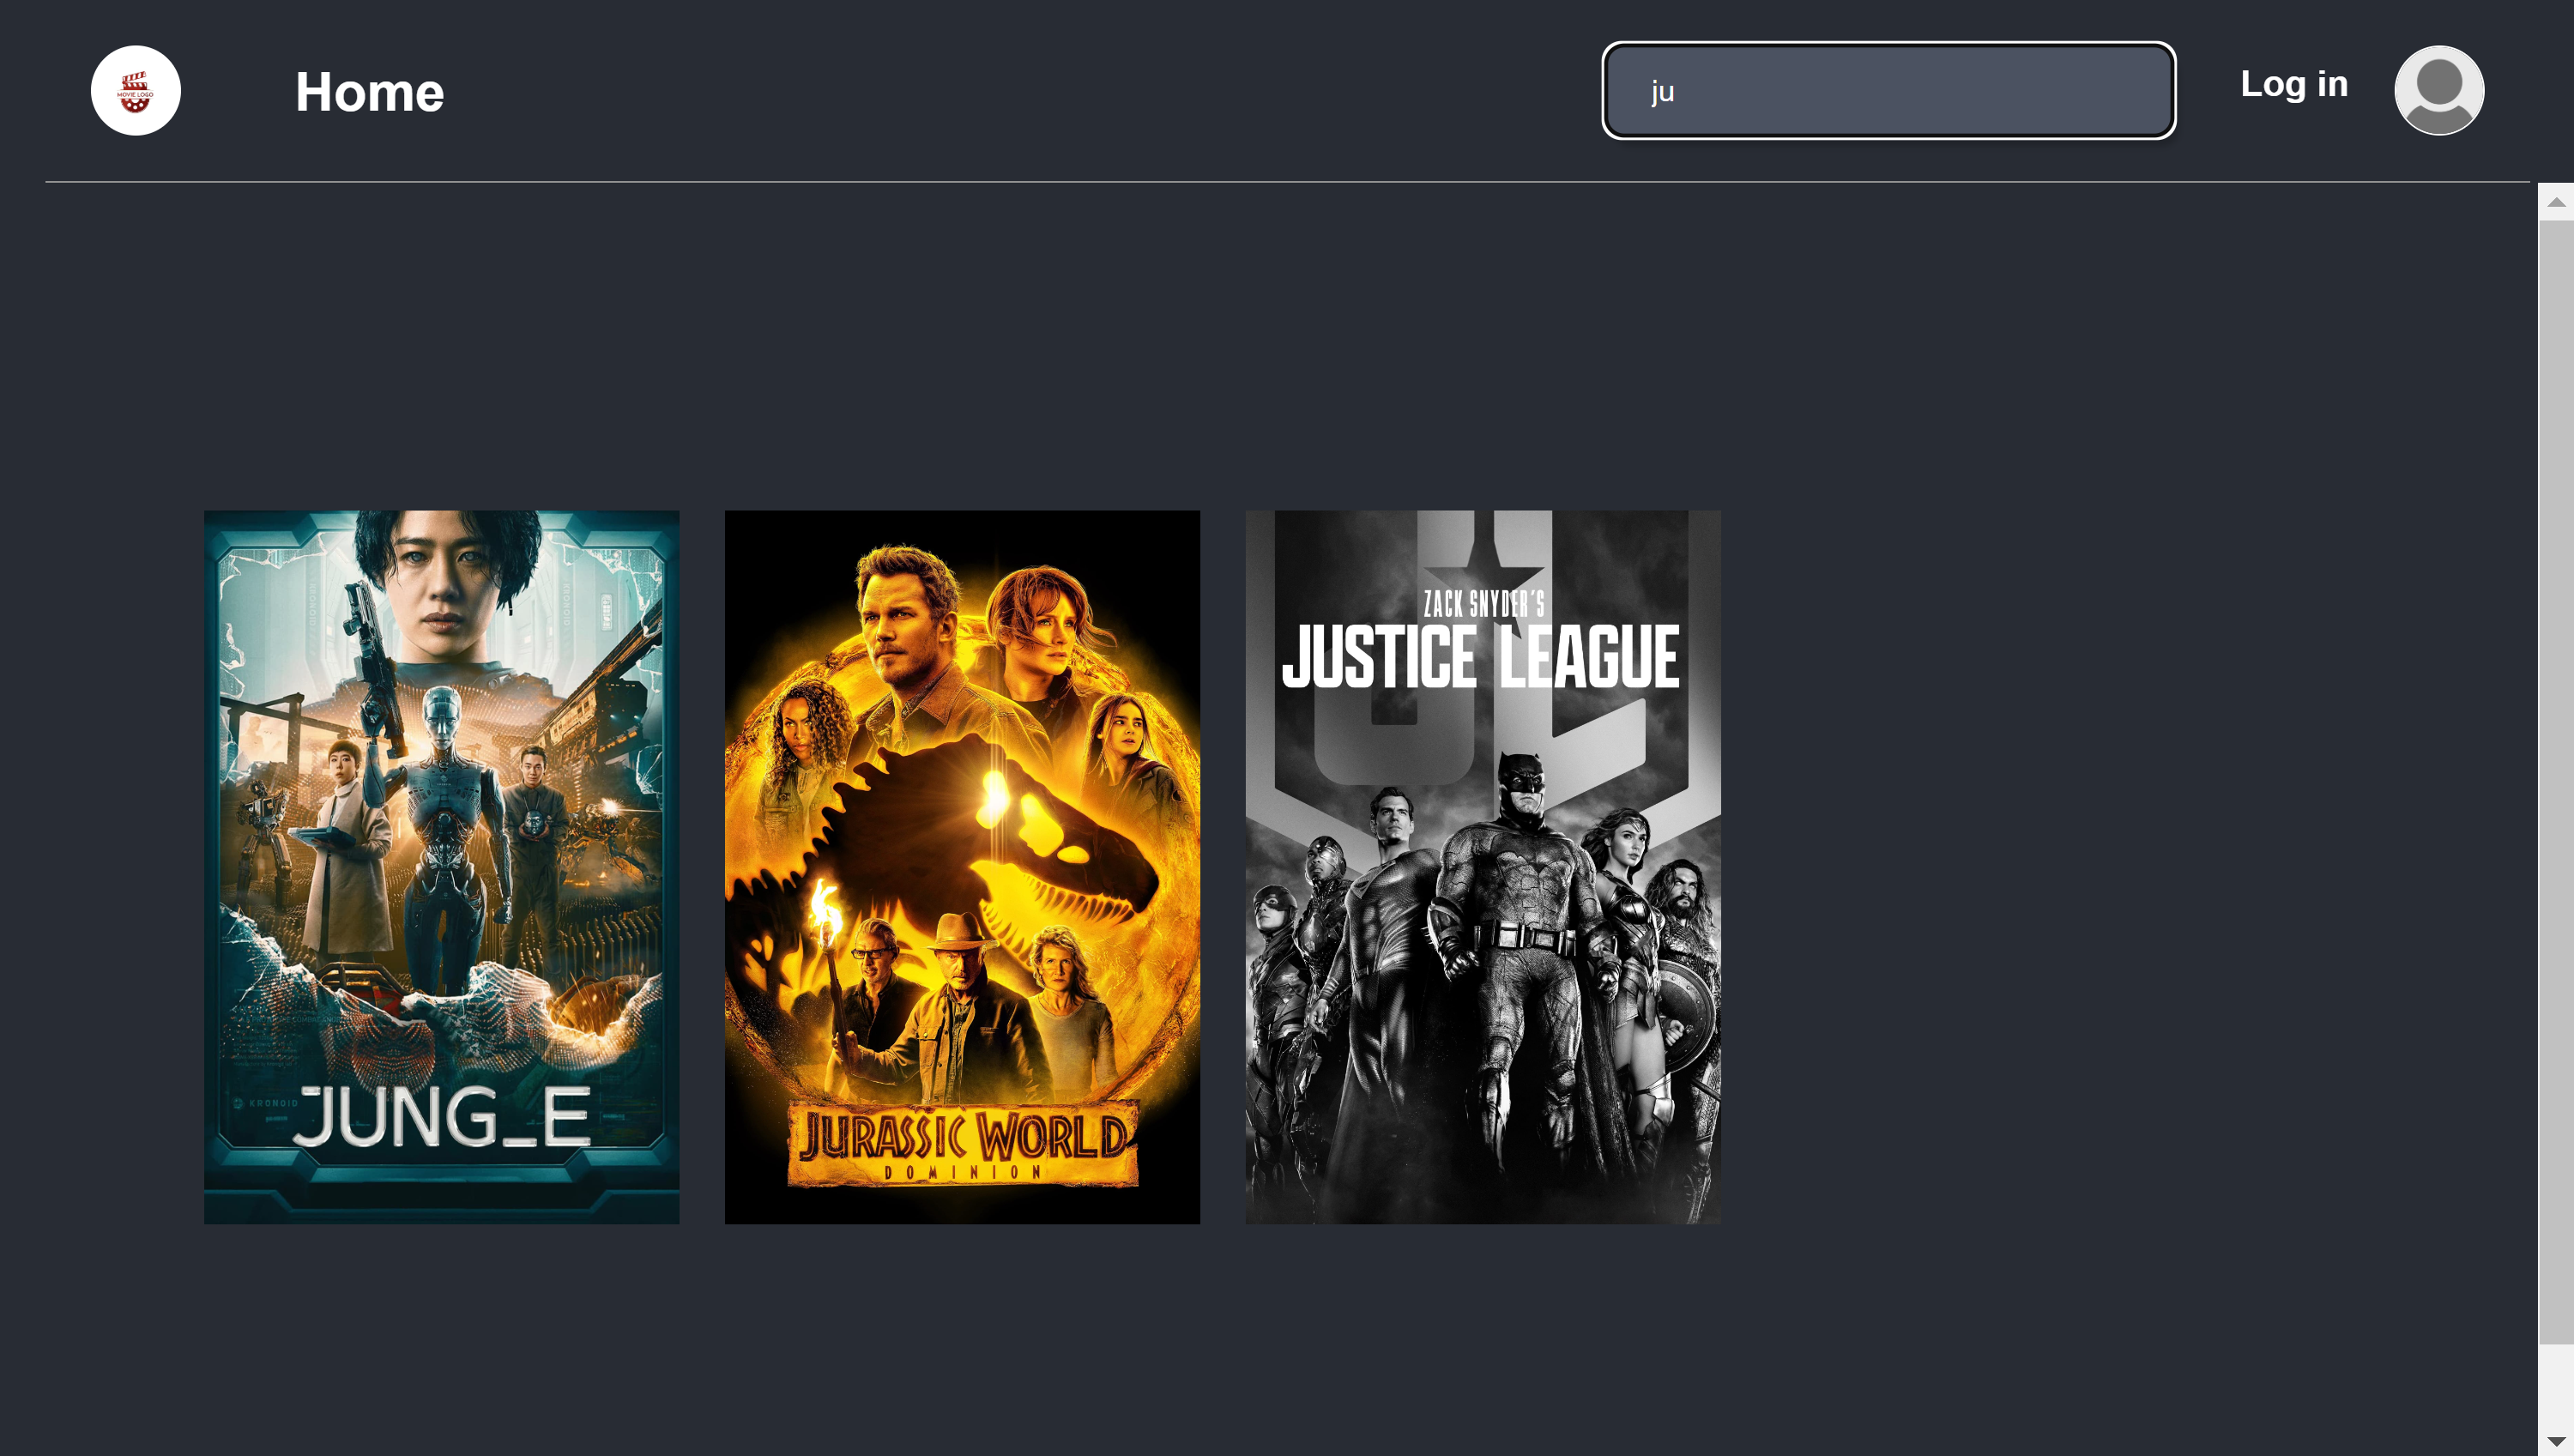 MOVIE LOGO
Home
ju
Log in
KRONOID
JUNG_E
JURASSIC WORLD
DOMINION
ZACK SNYDER'S
JUSTICE LEAGUE